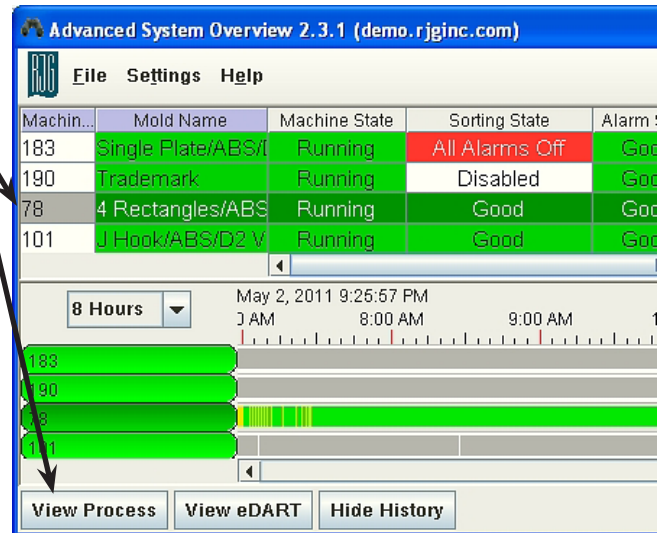 Advanced System Overview 2.3.1 (demo.rjginc.com)
RJG File Settings Help
Machin... Mold Name Machine State Sorting State Alarm
183 Single Plate/ABS/ Running All Alarms Off Goo
190 Trademark Running Disabled Goo
78 4 Rectangles/ABS Running Good Goo
101 J Hook/ABS/D2 V Running Good Goo
8 Hours May 2, 2011 9:25:57 PM
AM 8:00 AM 9:00 AM 1
183
190
78
101
View Process View eDART Hide History